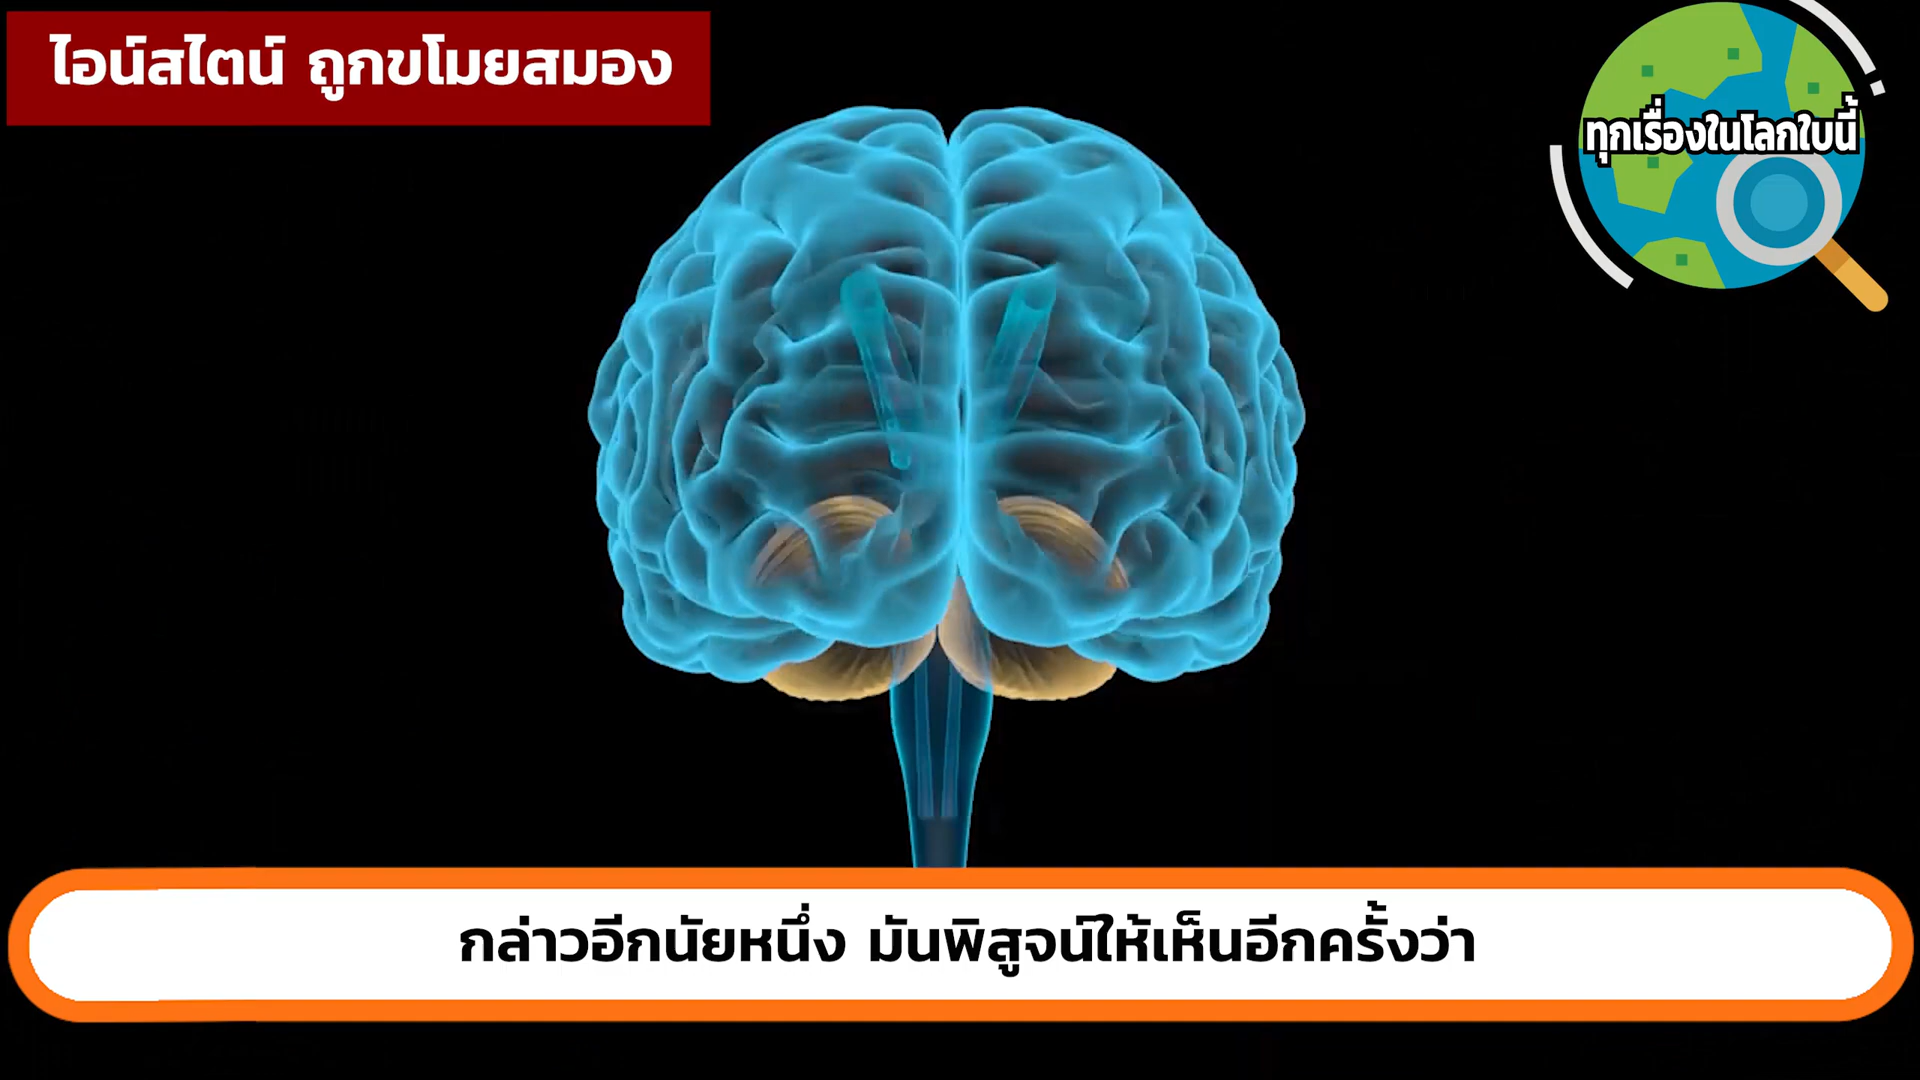 ไอน์สไตน์ ถูกขโมยสมอง
ทุกเรื่องในโลกใบนี้
กล่าวอีกนัยหนึ่ง มันพิสูจน์ให้เห็นอีกครั้งว่า